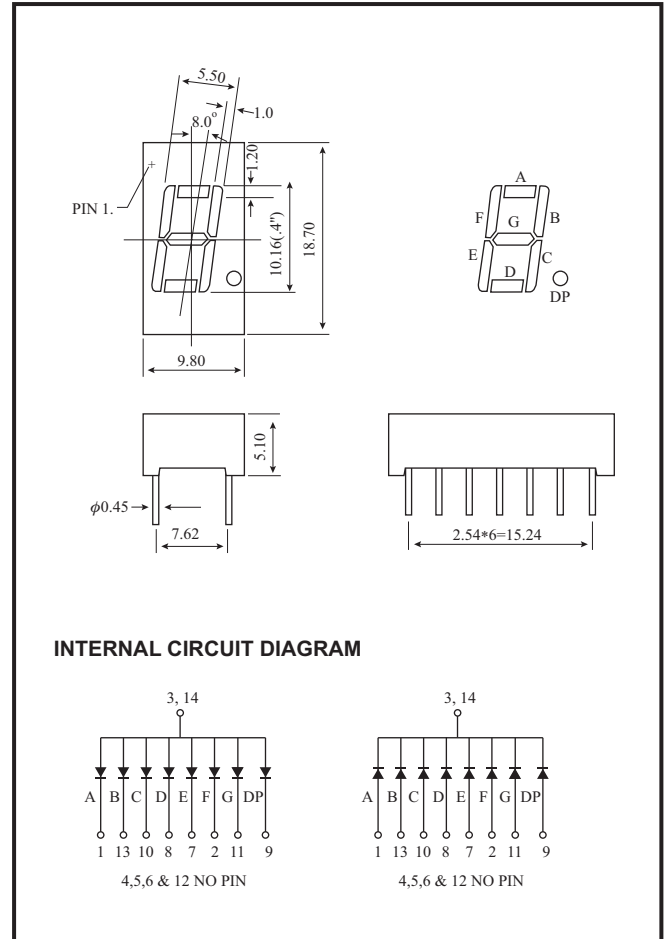 5.50
1.0
8.0°
1.20
PIN 1.
10.16(.4")
18.70
9.80
A
F
B
G
E
C
D
DP
5.10
ϕ0.45
7.62
2.54*6=15.24
INTERNAL CIRCUIT DIAGRAM
3, 14
A B C D E F G DP
1 13 10 8 7 2 11 9
4,5,6 & 12 NO PIN
3, 14
A B C D E F G DP
1 13 10 8 7 2 11 9
4,5,6 & 12 NO PIN